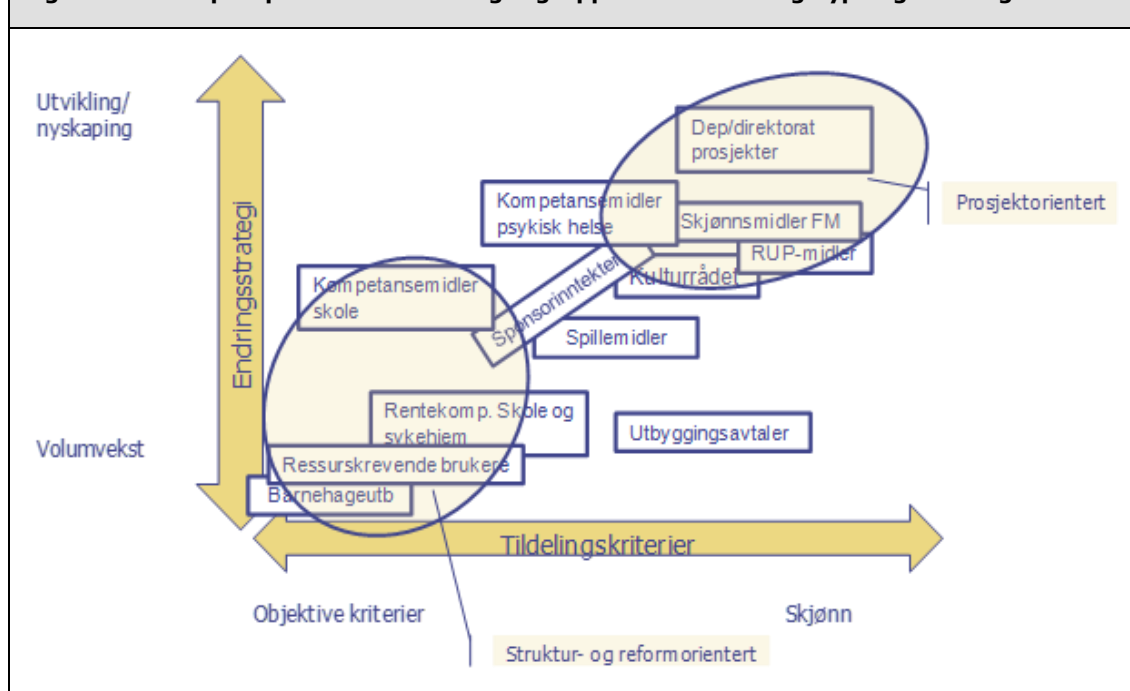 Utvikling/
nyskaping
Dep/direktorat
prosjekter
Kompetansemidler
psykisk helse
Prosjektorientert
Skjønnsmidler FM
RUP-midler
Kulturrådet
Kompetansemidler
skole
Sponsorinntekter
Spillemidler
Endringsstrategi
Rentekomp. Skole og
sykehjem
Utbyggingsavtaler
Volumvekst
Ressurskrevende brukere
Barnehageutb
Tildelingskriterier
Objektive kriterier
Skjønn
Struktur- og reformorientert